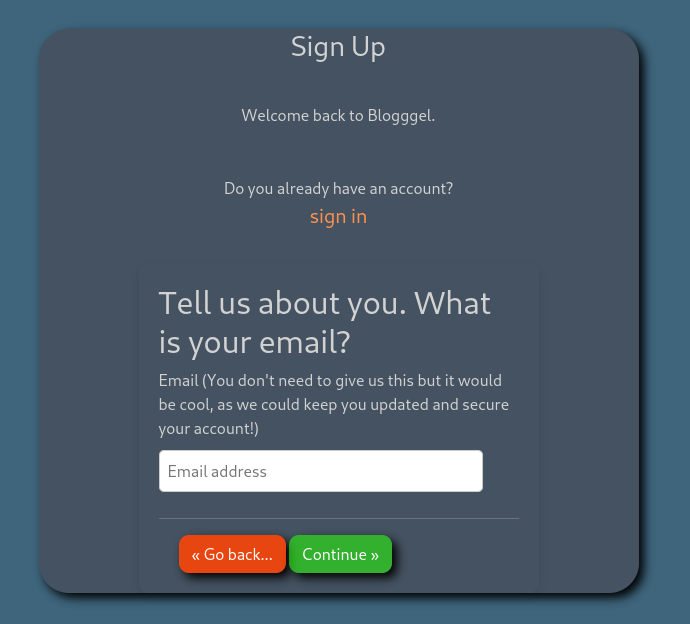 Sign Up
Welcome back to Blogggel.
Do you already have an account?
sign in
Tell us about you. What
is your email?
Email (You don't need to give us this but it would
be cool, as we could keep you updated and secure
your account!)
Email address
« Go back... Continue »